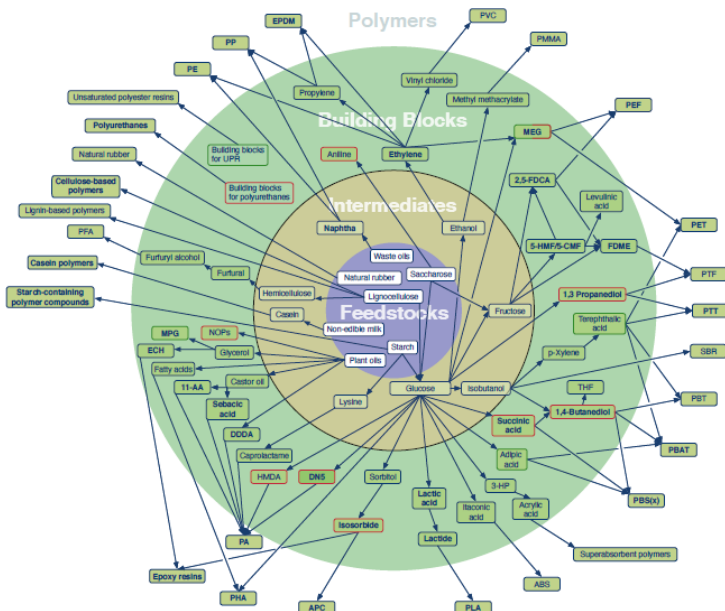 Polymers
EPDM
PVC
PP
PMMA
PE
Propylene
Vinyl chloride
Unsaturated polyester resins
Methyl methacrylate
PEF
Building Blocks
Polyurethanes
MEG
Natural rubber
Building blocks
for UPR
Aniline
Ethylene
2,5-FDCA
Cellulose-based
polymers
Building blocks
for polyurethanes
Levulinic
acid
Intermediates
Lignin-based polymers
Naphtha
Ethanol
PET
PFA
Furfuryl alcohol
Waste oils
5-HMF/5-CMF
FDME
Casein polymers
Furfural
Natural rubber
Saccharose
PTF
Starch-containing
polymer compounds
Hemicellulose
Lignocellulose
1,3 Propanediol
Fructose
PTT
Casein
Feedstocks
Terephthalic
acid
MPG
NOPs
Non-edible milk
ECH
Glycerol
Starch
p-Xylene
SBR
Fatty acids
Plant oils
11-AA
Castor oil
Glucose
Isobutanol
THF
PBT
Sebacic
acid
Lysine
Succinic
acid
1,4-Butanediol
DDDA
Caprolactame
Adipic
acid
PBAT
HMDA
DN5
Sorbitol
Lactic
acid
3-HP
PBS(x)
Itaconic
acid
Acrylic
acid
Isosorbide
PA
Lactide
Superabsorbent polymers
Epoxy resins
ABS
PHA
APC
PLA